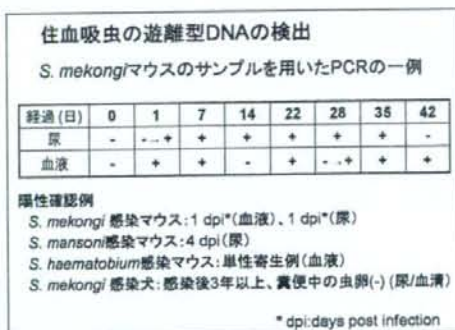 住血吸虫の遊離型DNAの検出
S. mekongiマウスのサンプルを用いたPCRの一例
経過(日) 0 1 7 14 22 28 35 42
尿 - -→+ + + + + + -
血液 - + + - + -→+ + +
陽性確認例
S. mekongi 感染マウス:1 dpi*(血液)、1 dpi*(尿)
S. mansoni感染マウス:4 dpi(尿)
S. haematobium感染マウス:単性寄生例(血液)
S. mekongi 感染犬:感染後3年以上、糞便中の虫卵(-) (尿/血清)
* dpi:days post infection